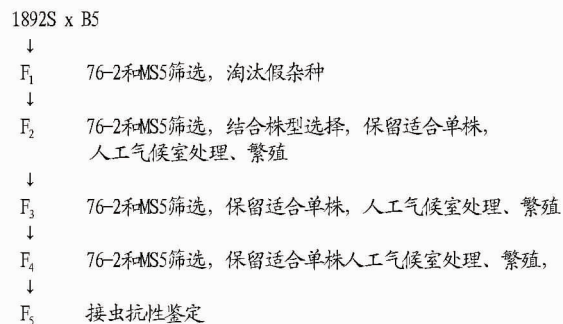 1892S x B5
↓
F₁ 76-2和MS5筛选，淘汰假杂种
↓
F₂ 76-2和MS5筛选，结合株型选择，保留适合单株，
人工气候室处理、繁殖
↓
F₃ 76-2和MS5筛选，保留适合单株，人工气候室处理、繁殖
↓
F₄ 76-2和MS5筛选，保留适合单株人工气候室处理、繁殖，
↓
F₅ 接虫抗性鉴定